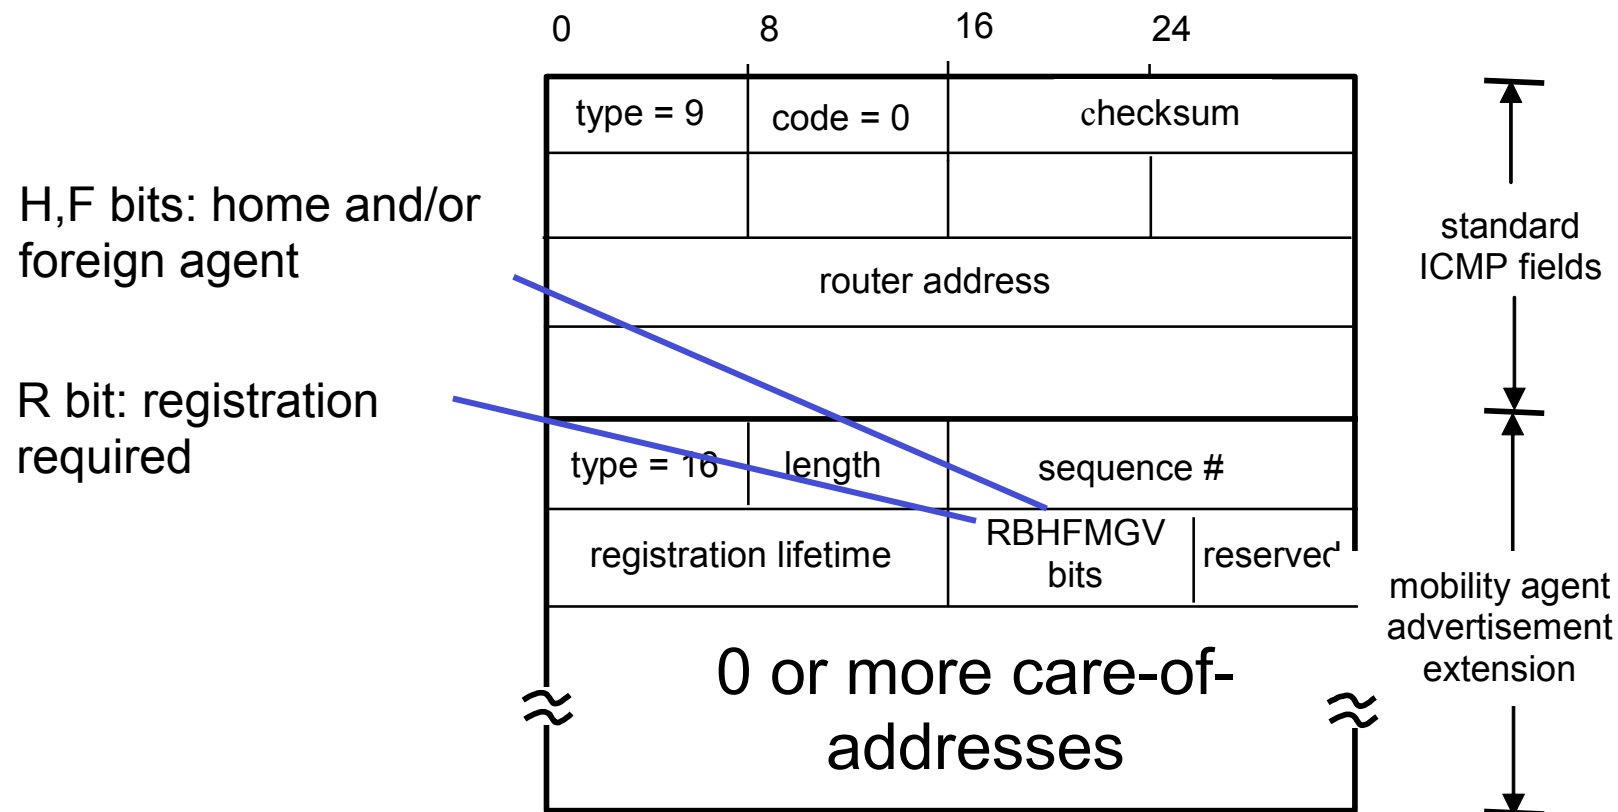 0 8 16 24
type = 9 code = 0 checksum
H,F bits: home and/or
foreign agent
standard
ICMP fields
router address
R bit: registration
required
type = 16 length sequence #
registration lifetime RBHFMGV
bits reserved
mobility agent
advertisement
extension
0 or more care-of-
addresses